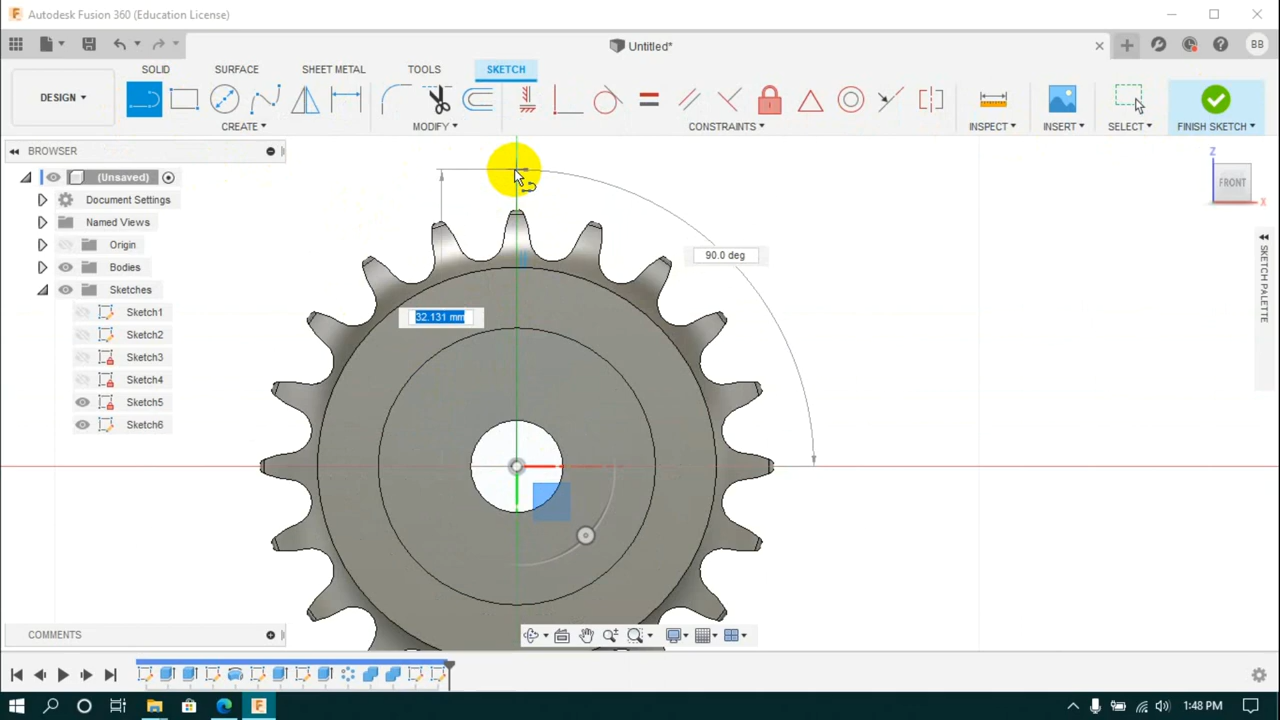 Autodesk Fusion 360 (Education License)
Untitled*
BB
SOLID
SURFACE
SHEET METAL
TOOLS
SKETCH
DESIGN
CREATE
MODIFY
CONSTRAINTS
INSPECT
INSERT
SELECT
FINISH SKETCH
BROWSER
(Unsaved)
Document Settings
Named Views
Origin
Bodies
Sketches
Sketch1
Sketch2
Sketch3
Sketch4
Sketch5
Sketch6
90.0 deg
32.131 mm
Z
FRONT
X
SKETCH PALETTE
COMMENTS
1:48 PM